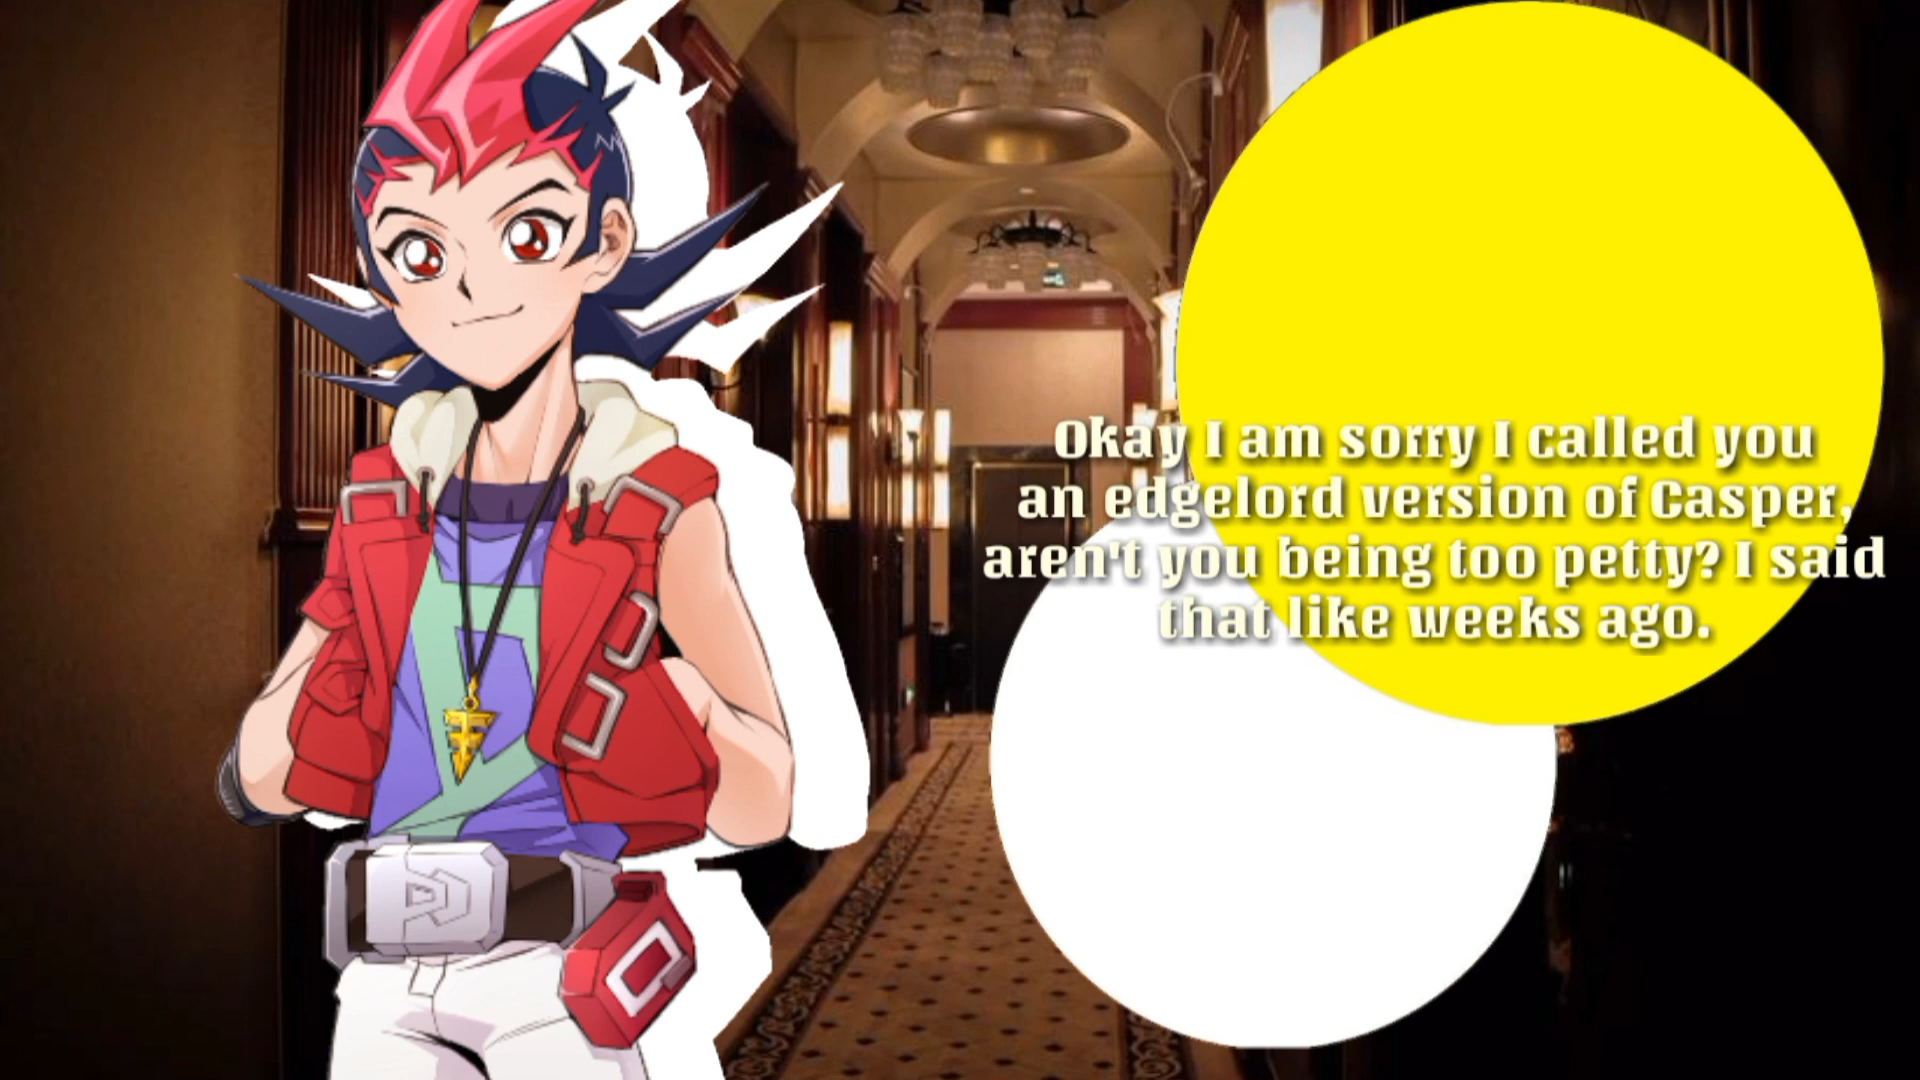 Okay I am sorry I called you
an edgelord version of Casper,
aren't you being too petty? I said
that like weeks ago.